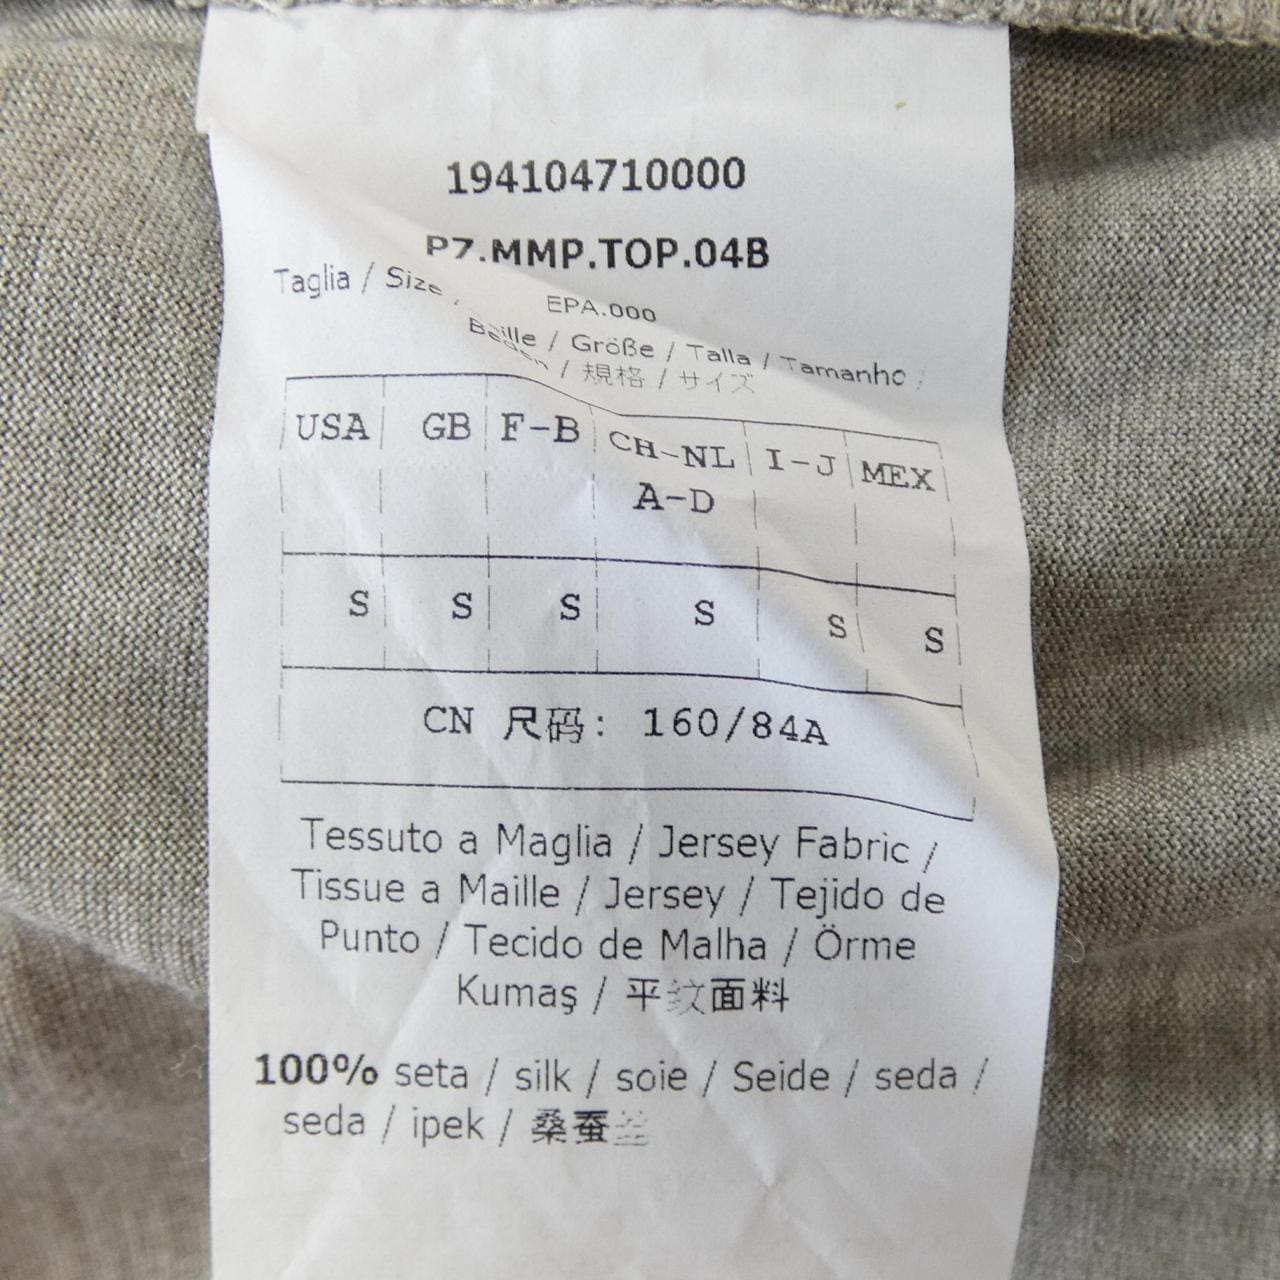 194104710000
P7.MMP.TOP.04B
EPA.000
Taglia / Size /
Baille / Größe / Talla / Tamanho /
Beden / 規格 / サイズ
USA GB F-B CH-NL A-D I-J MEX
S S S S S S
CN 尺码: 160/84A
Tessuto a Maglia / Jersey Fabric /
Tissue a Maille / Jersey / Tejido de
Punto / Tecido de Malha / Örme
Kumaş / 平纹面料
100% seta / silk / soie / Seide / seda /
seda / ipek / 桑蚕丝